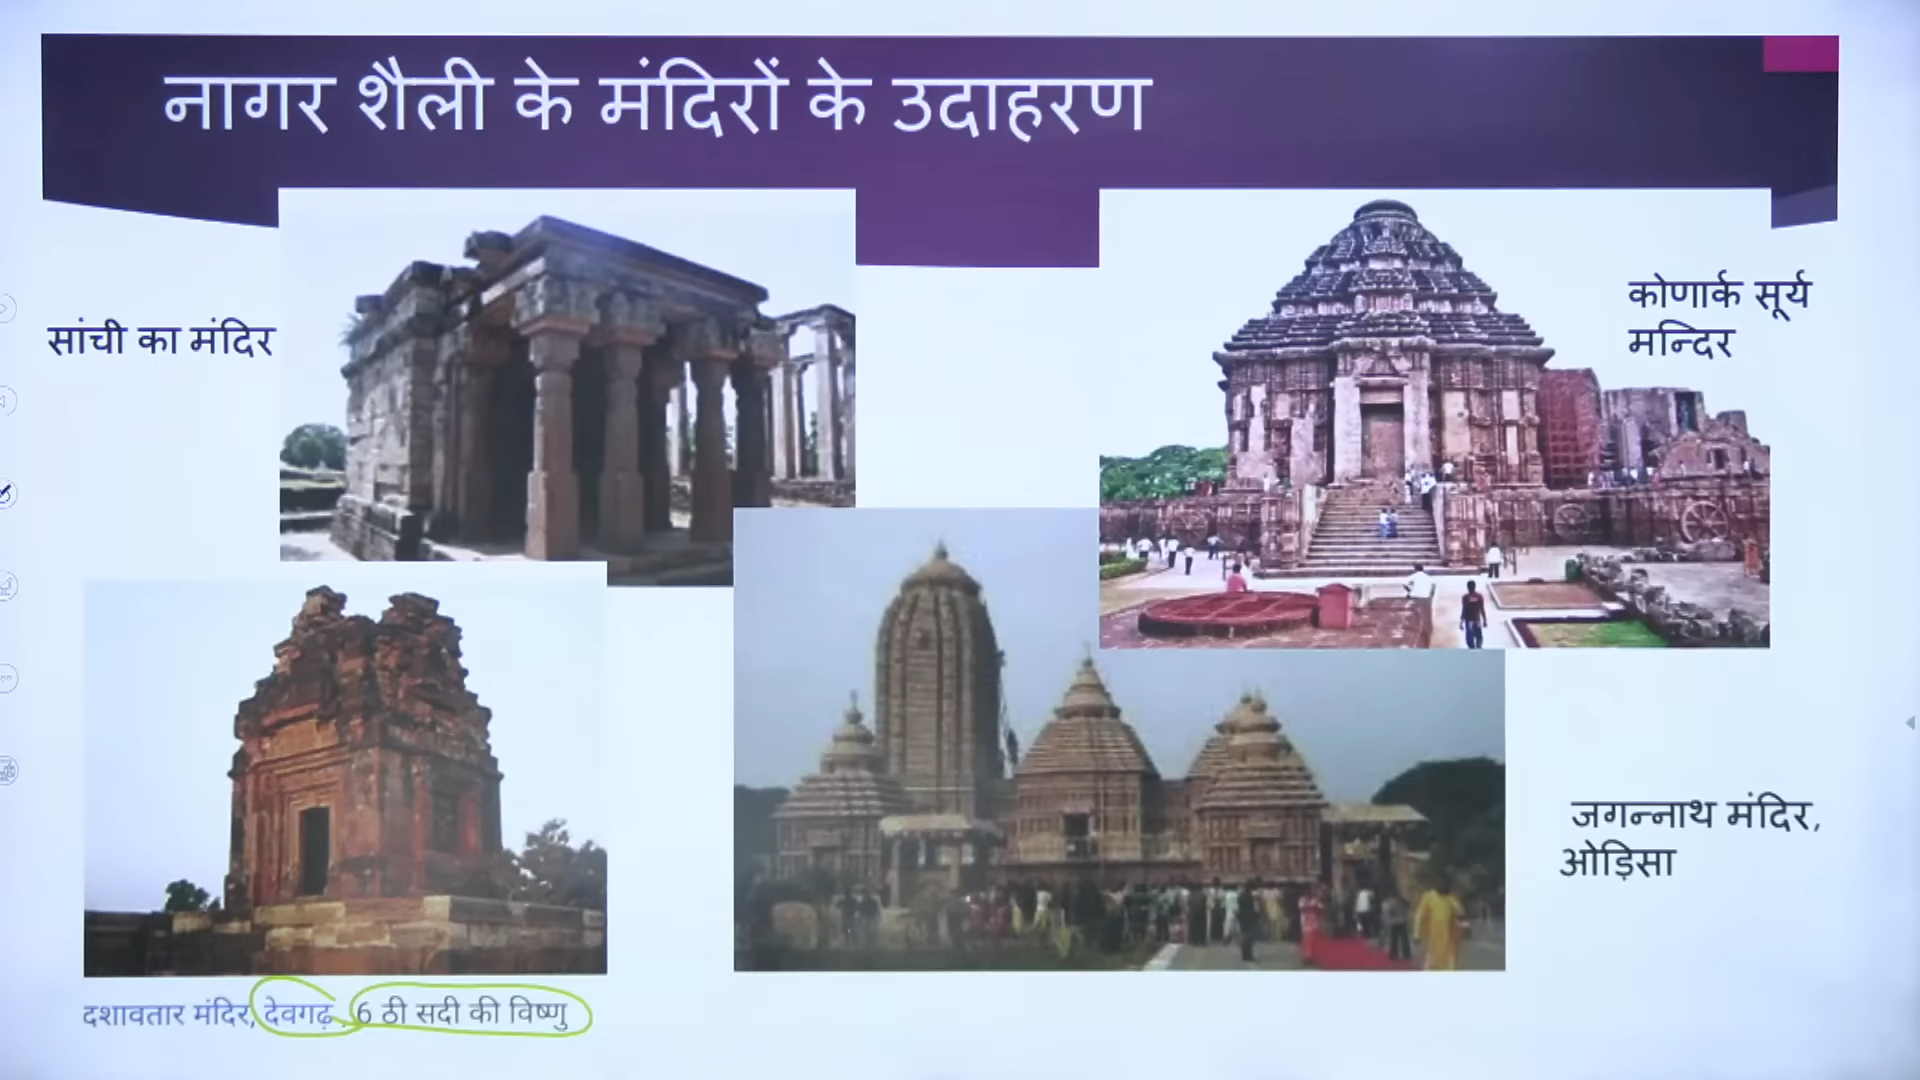 नागर शैली के मंदिरों के उदाहरण
सांची का मंदिर
कोणार्क सूर्य
मन्दिर
जगन्नाथ मंदिर,
ओड़िसा
दशावतार मंदिर, देवगढ़ , 6 ठी सदी की विष्णु